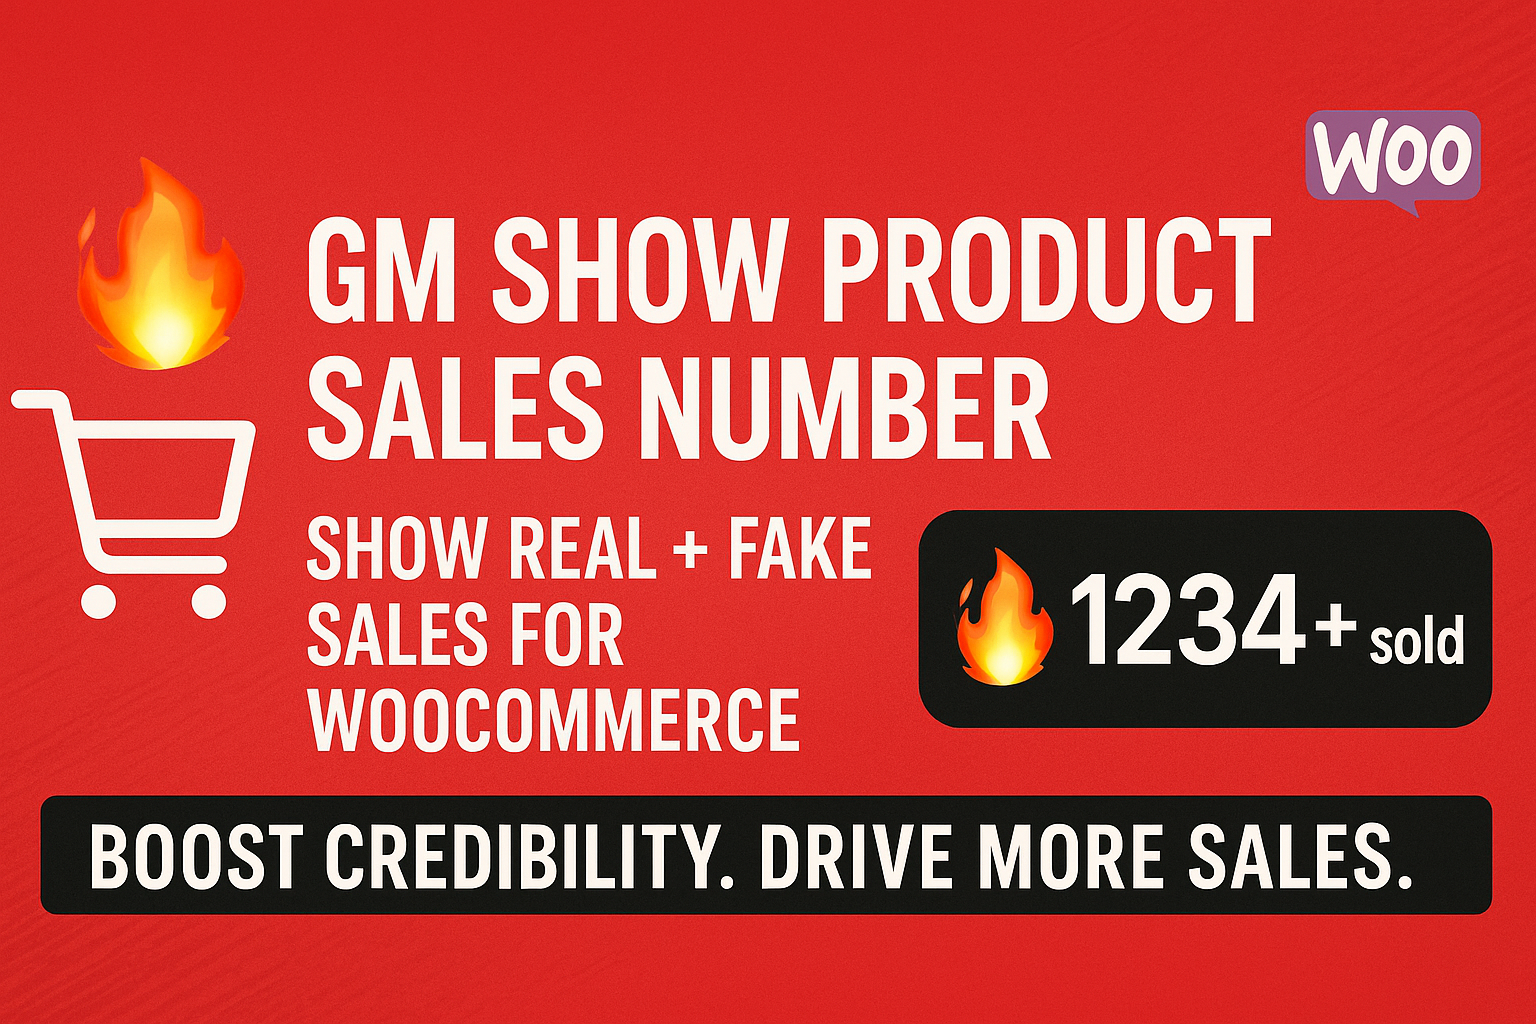 WOO
GM SHOW PRODUCT
SALES NUMBER
SHOW REAL + FAKE
SALES FOR
WOOCOMMERCE
1234+ sold
BOOST CREDIBILITY. DRIVE MORE SALES.